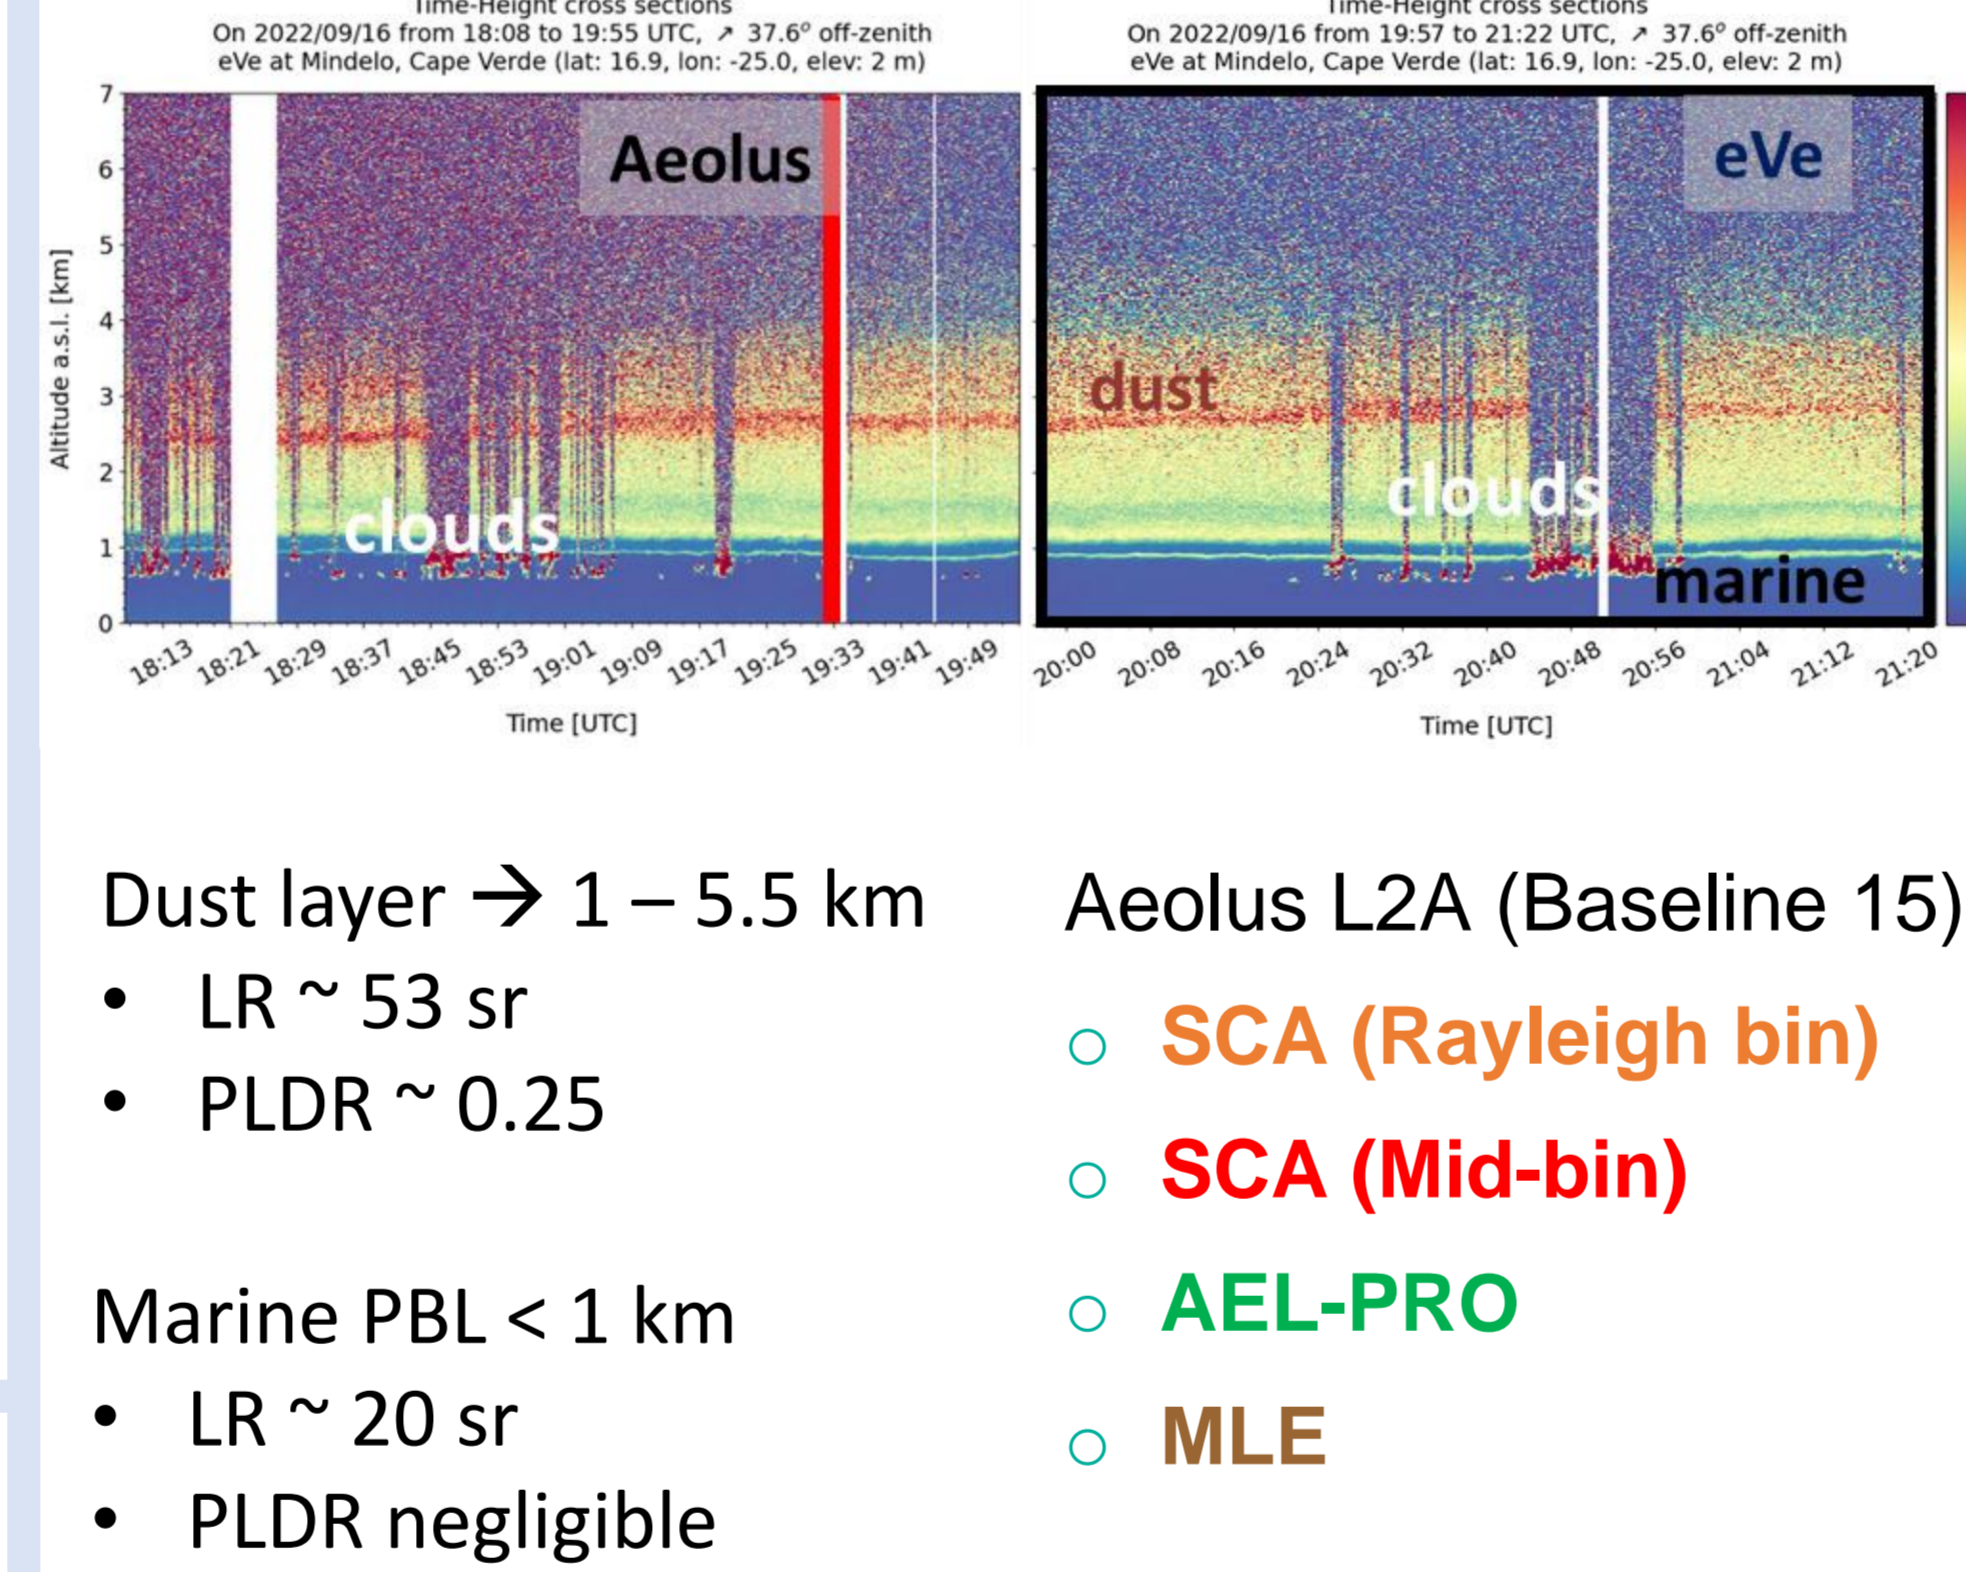 Time-Height cross sections
On 2022/09/16 from 18:08 to 19:55 UTC, ↗ 37.6° off-zenith
eVe at Mindelo, Cape Verde (lat: 16.9, lon: -25.0, elev: 2 m)
Aeolus
clouds
7
6
5
4
3
2
1
0
Altitude a.s.l. [km]
18:13 18:21 18:29 18:37 18:45 18:53 19:01 19:09 19:17 19:25 19:33 19:41 19:49
Time [UTC]
Time-Height cross sections
On 2022/09/16 from 19:57 to 21:22 UTC, ↗ 37.6° off-zenith
eVe at Mindelo, Cape Verde (lat: 16.9, lon: -25.0, elev: 2 m)
eVe
dust
clouds
marine
20:00 20:08 20:16 20:24 20:32 20:40 20:48 20:56 21:04 21:12 21:20
Time [UTC]
Dust layer → 1 – 5.5 km
• LR ~ 53 sr
• PLDR ~ 0.25
Marine PBL < 1 km
• LR ~ 20 sr
• PLDR negligible
Aeolus L2A (Baseline 15)
○ SCA (Rayleigh bin)
○ SCA (Mid-bin)
○ AEL-PRO
○ MLE